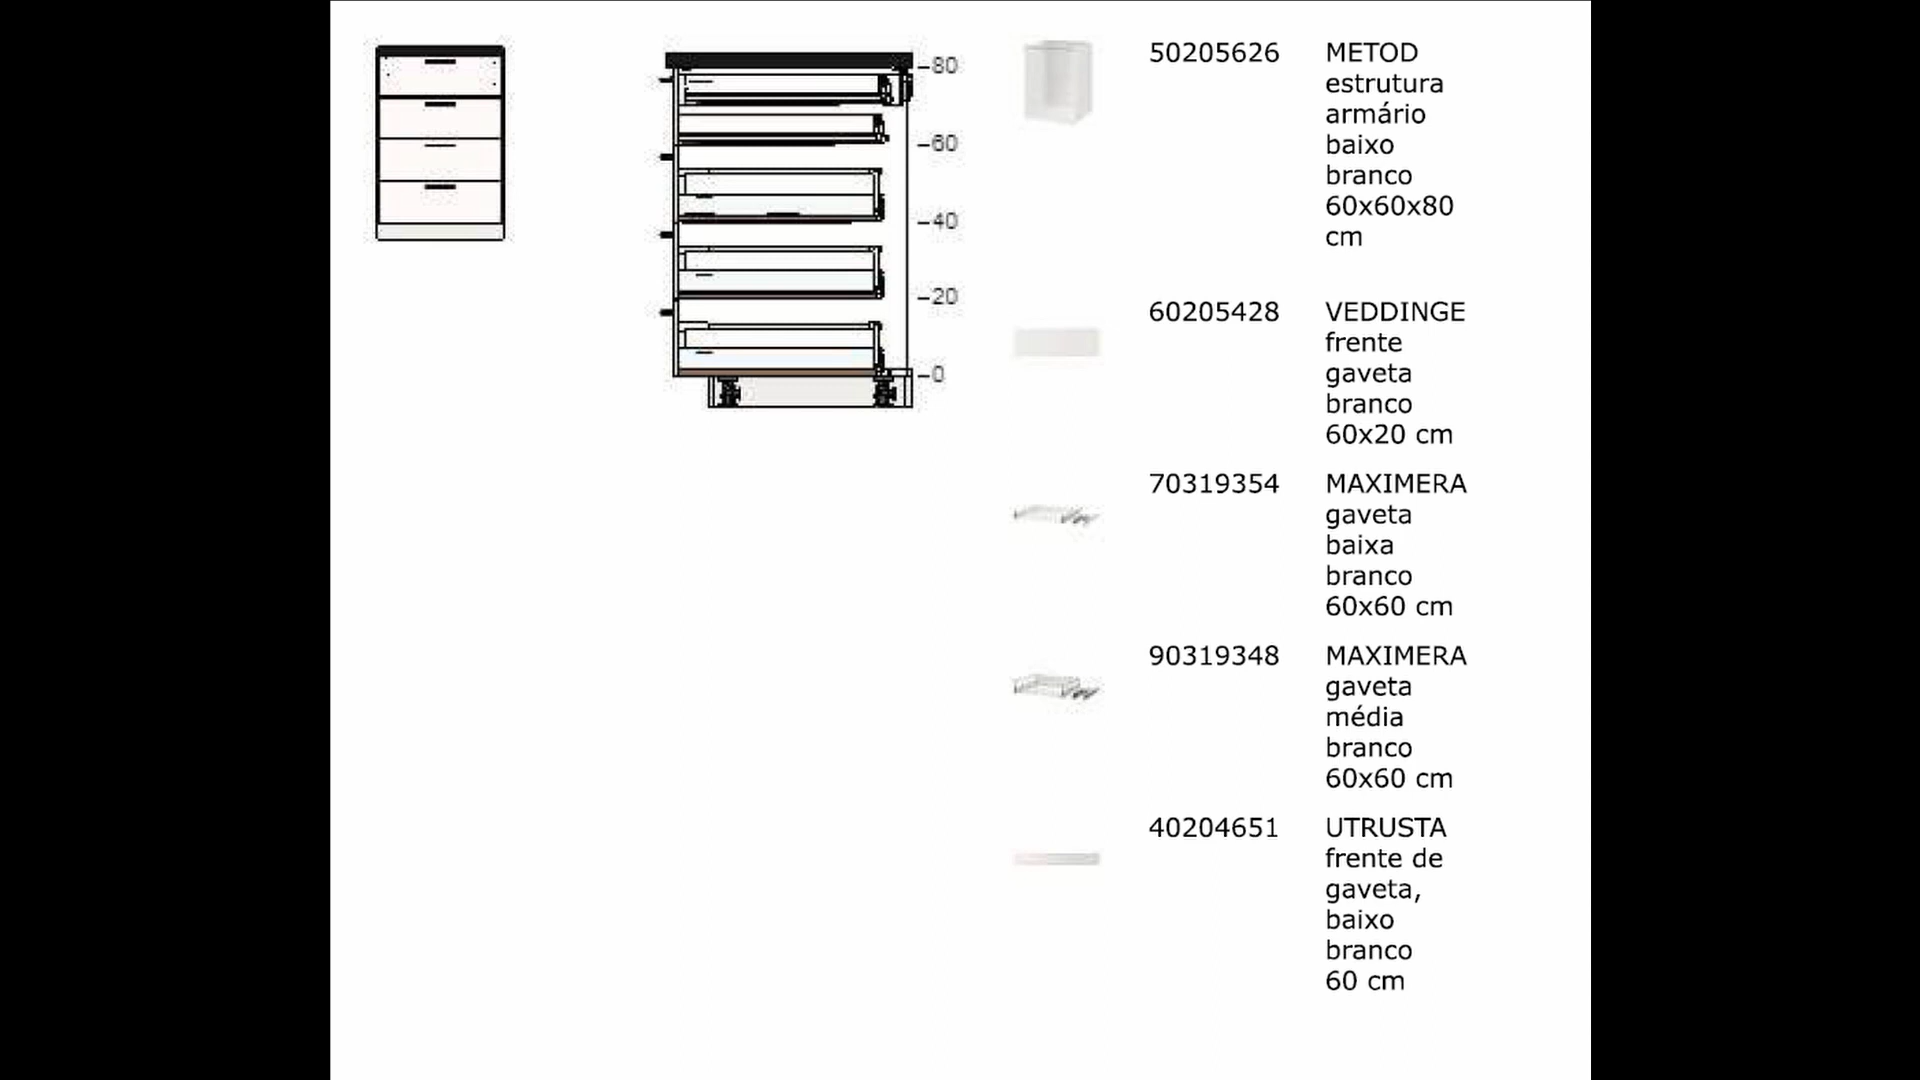 80
60
40
20
0
50205626
METOD
estrutura
armário
baixo
branco
60x60x80
cm
60205428
VEDDINGE
frente
gaveta
branco
60x20 cm
70319354
MAXIMERA
gaveta
baixa
branco
60x60 cm
90319348
MAXIMERA
gaveta
média
branco
60x60 cm
40204651
UTRUSTA
frente de
gaveta,
baixo
branco
60 cm